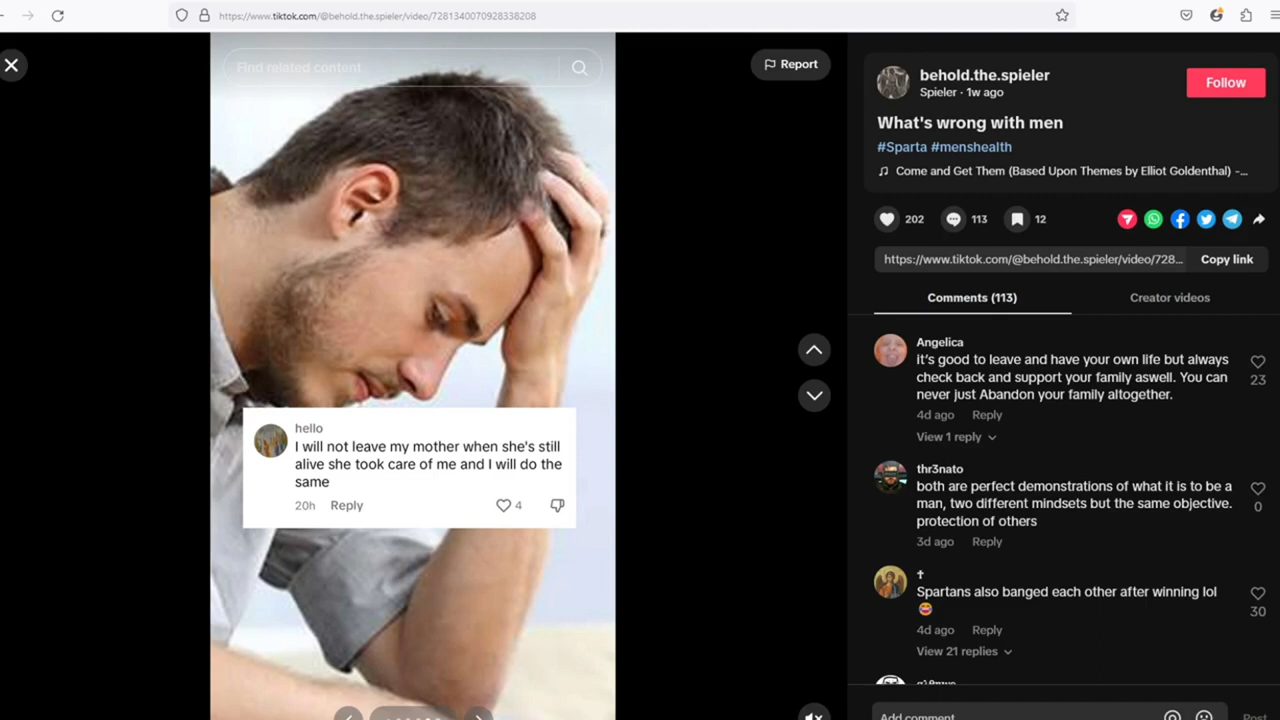 https://www.tiktok.com/@behold.the.spieler/video/7281340070928338208
Find related content
Report
hello
I will not leave my mother when she's still
alive she took care of me and I will do the
same
20h Reply 4
behold.the.spieler
Spieler · 1w ago
Follow
What's wrong with men
#Sparta #menshealth
Come and Get Them (Based Upon Themes by Elliot Goldenthal) -...
202 113 12
https://www.tiktok.com/@behold.the.spieler/video/728... Copy link
Comments (113) Creator videos
Angelica
it's good to leave and have your own life but always
check back and support your family aswell. You can
never just Abandon your family altogether.
23
4d ago Reply
View 1 reply
thr3nato
both are perfect demonstrations of what it is to be a
man, two different mindsets but the same objective.
protection of others
0
3d ago Reply
✝
Spartans also banged each other after winning lol
😂
30
4d ago Reply
View 21 replies
Add comment...
Post